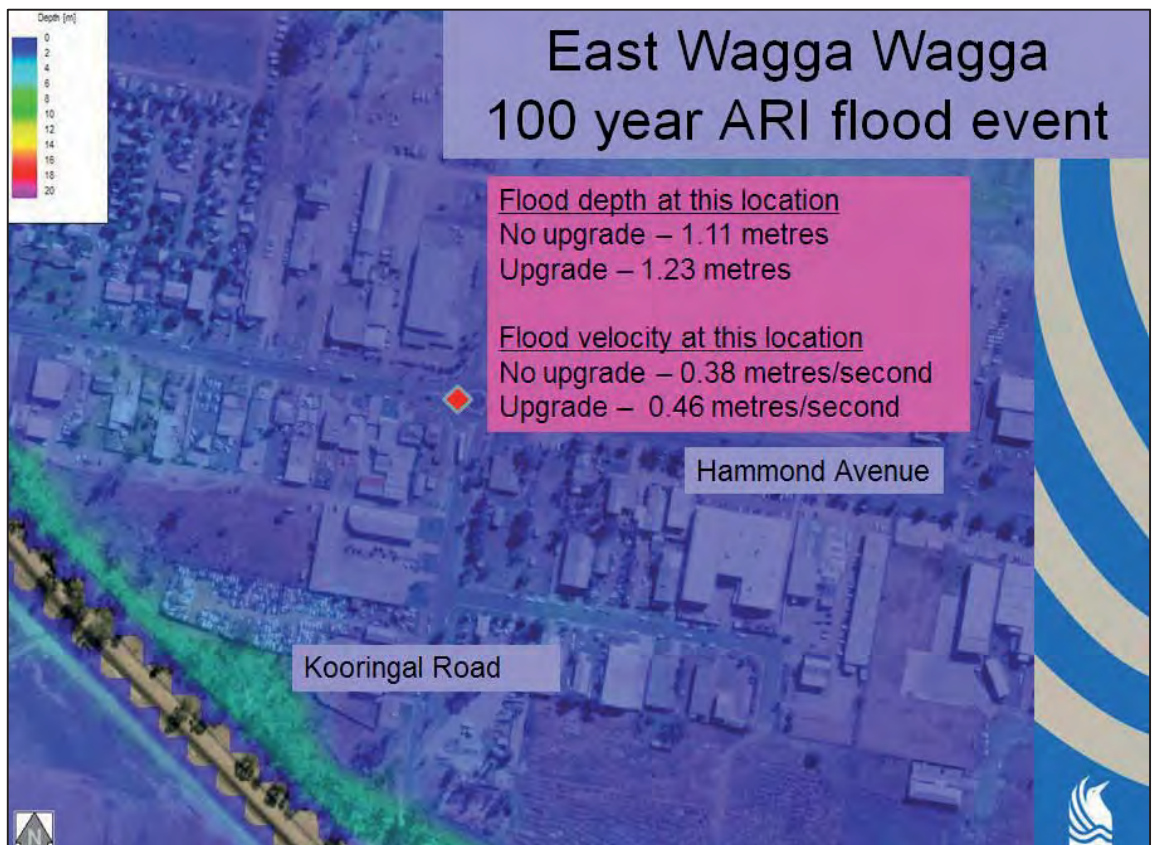 Depth [m]
0
2
4
6
8
10
12
14
16
18
20
East Wagga Wagga
100 year ARI flood event
Flood depth at this location
No upgrade – 1.11 metres
Upgrade – 1.23 metres
Flood velocity at this location
No upgrade – 0.38 metres/second
Upgrade –  0.46 metres/second
Hammond Avenue
Kooringal Road
N